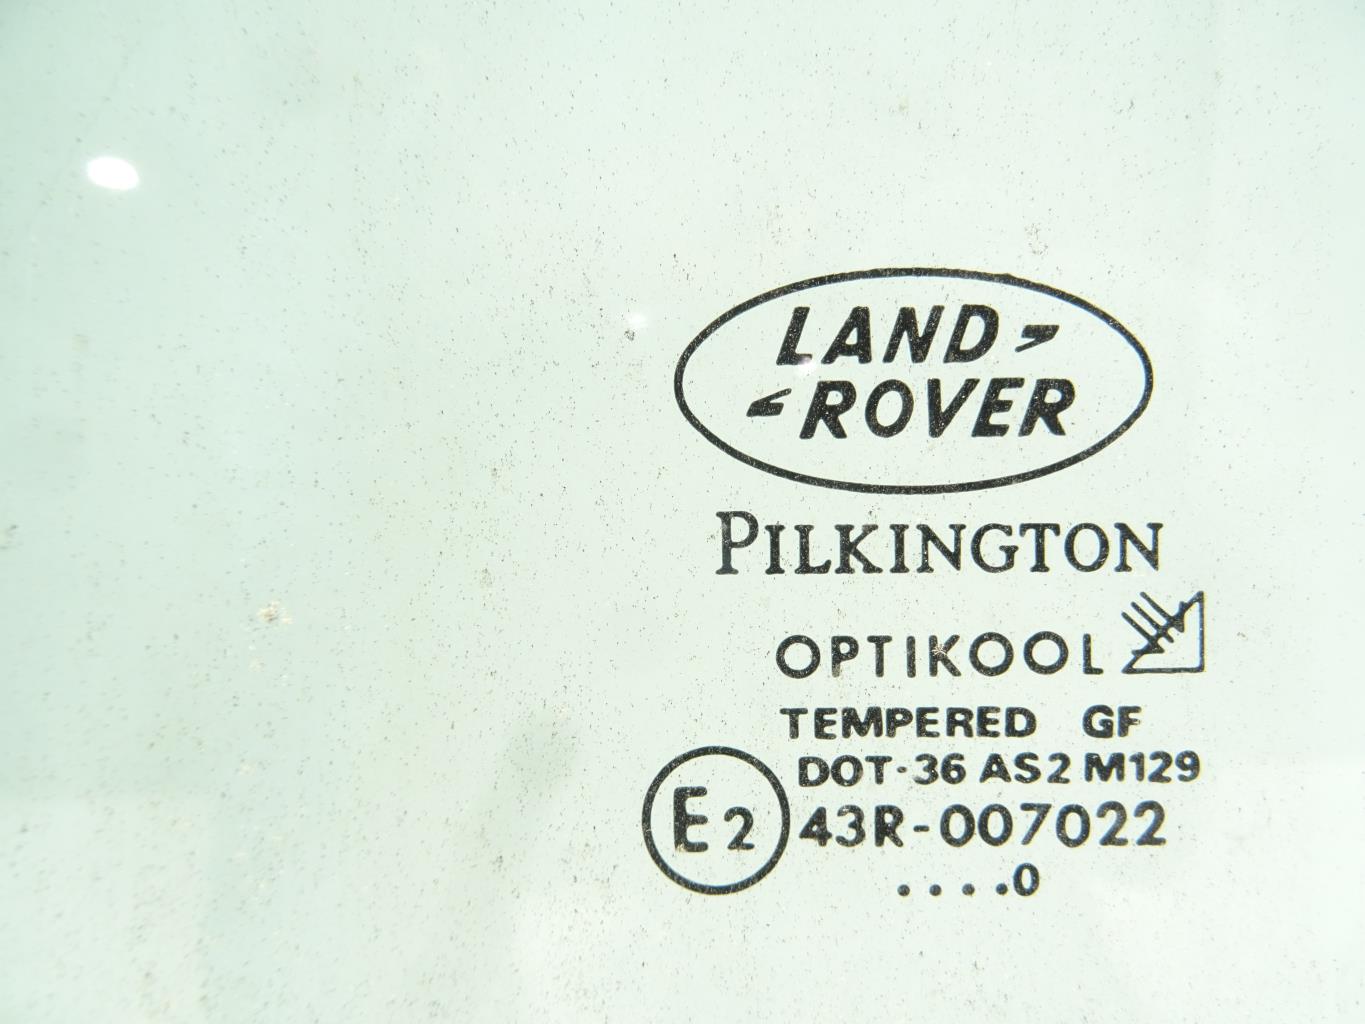 LAND
ROVER
PILKINGTON
OPTIKOOL
TEMPERED GF
DOT·36 AS2 M129
E2 43R-007022
....0